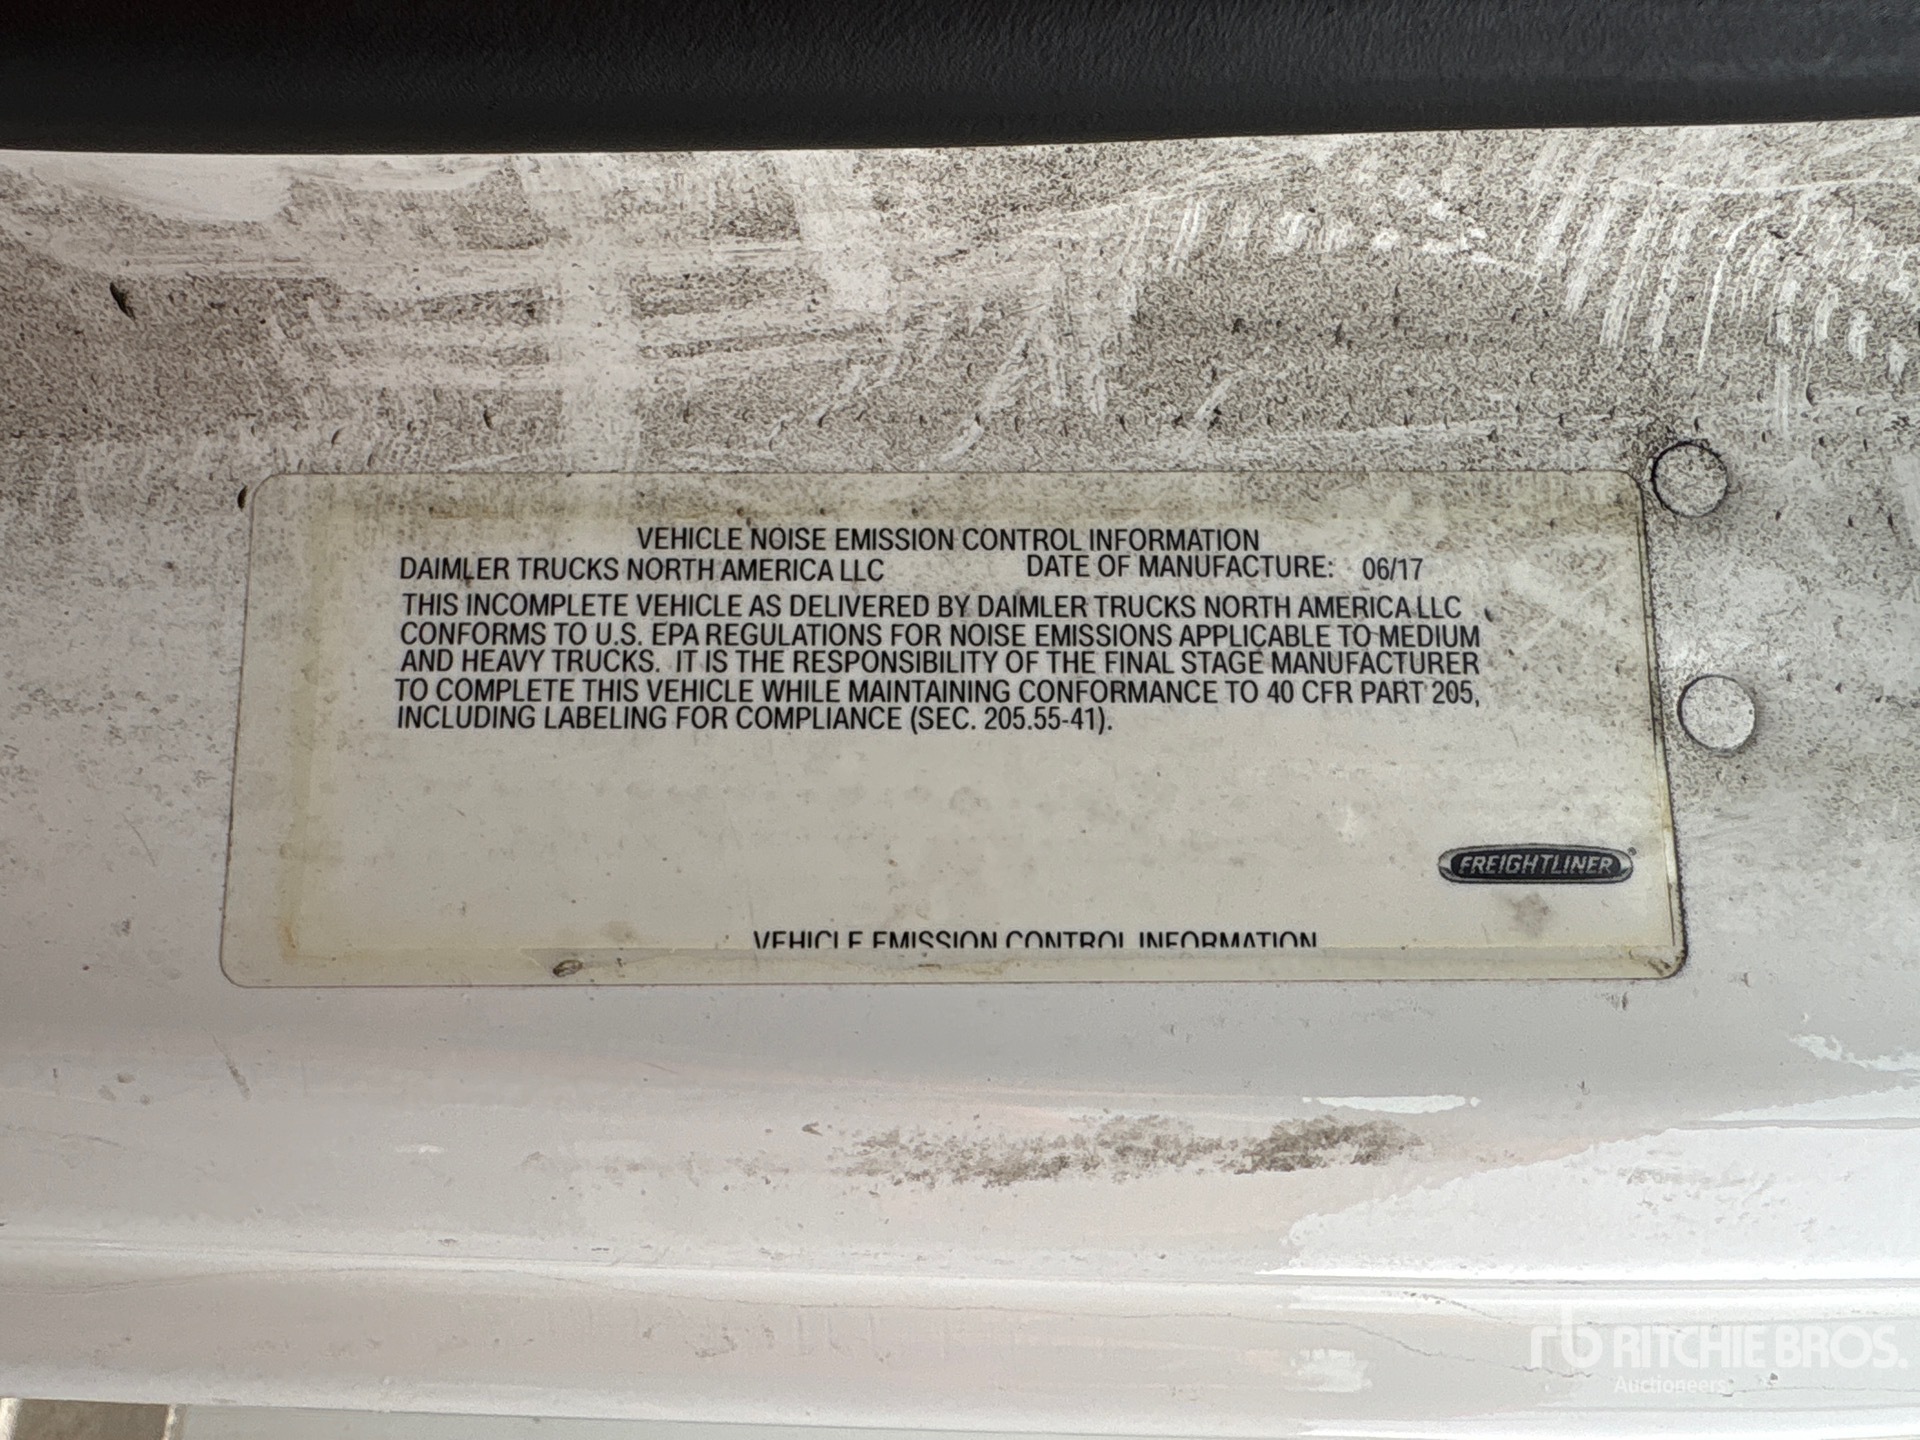 VEHICLE NOISE EMISSION CONTROL INFORMATION
DAIMLER TRUCKS NORTH AMERICA LLC DATE OF MANUFACTURE: 06/17
THIS INCOMPLETE VEHICLE AS DELIVERED BY DAIMLER TRUCKS NORTH AMERICA LLC
CONFORMS TO U.S. EPA REGULATIONS FOR NOISE EMISSIONS APPLICABLE TO MEDIUM
AND HEAVY TRUCKS. IT IS THE RESPONSIBILITY OF THE FINAL STAGE MANUFACTURER
TO COMPLETE THIS VEHICLE WHILE MAINTAINING CONFORMANCE TO 40 CFR PART 205,
INCLUDING LABELING FOR COMPLIANCE (SEC. 205.55-41).
FREIGHTLINER®
VEHICLE EMISSION CONTROL INFORMATION
rb RITCHIE BROS.
Auctioneers